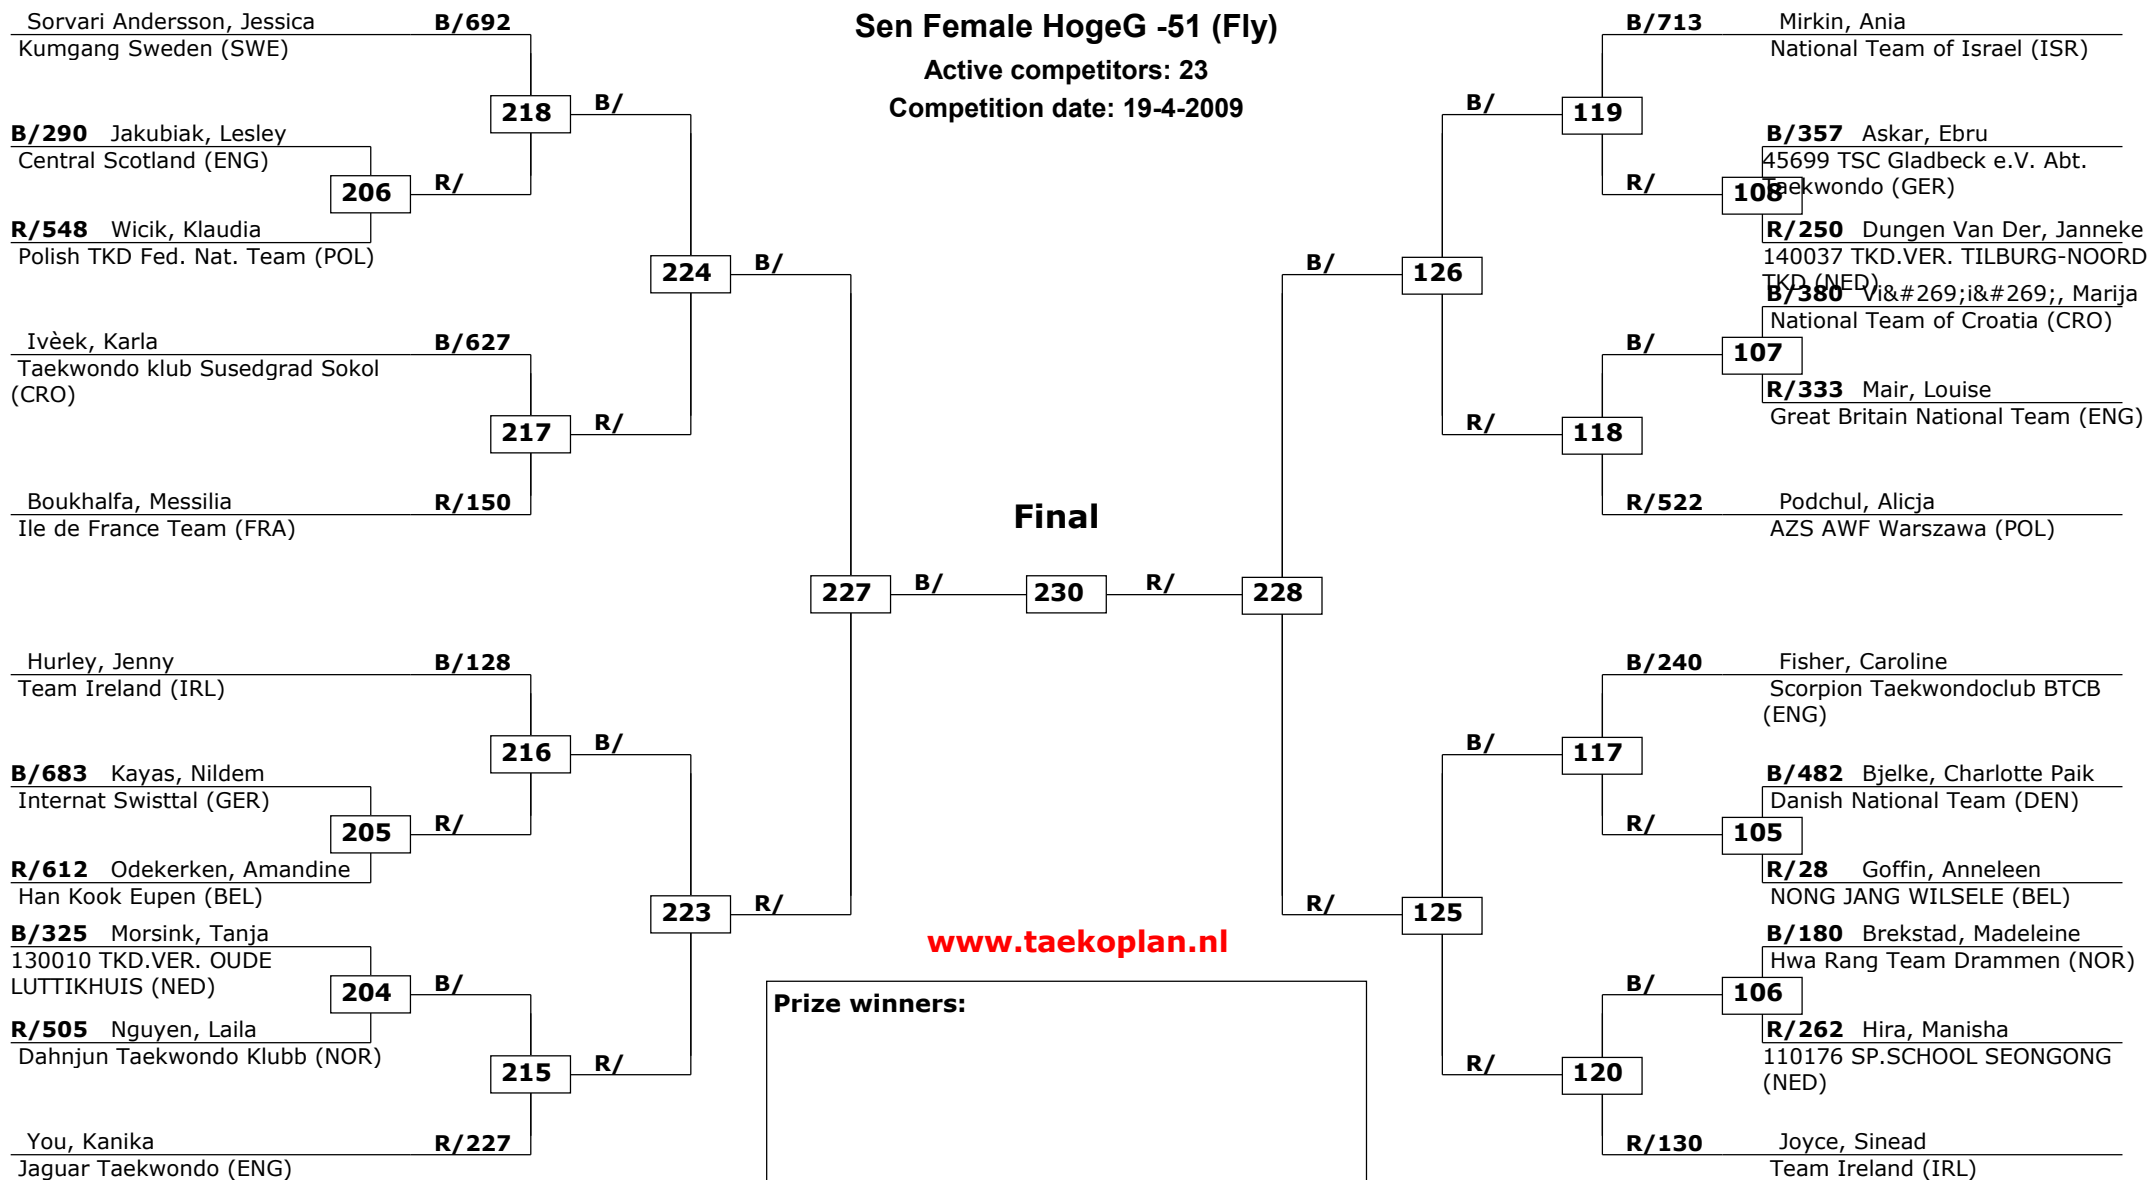 Sen Female HogeG -51 (Fly)
Active competitors: 23
Competition date: 19-4-2009
Sorvari Andersson, Jessica B/692
Kumgang Sweden (SWE)
218 B/
B/290 Jakubiak, Lesley
Central Scotland (ENG)
206 R/
R/548 Wicik, Klaudia
Polish TKD Fed. Nat. Team (POL)
224 B/
Ivèek, Karla B/627
Taekwondo klub Susedgrad Sokol
(CRO)
217 R/
Boukhalfa, Messilia R/150
Ile de France Team (FRA)
227 B/
Hurley, Jenny B/128
Team Ireland (IRL)
216 B/
B/683 Kayas, Nildem
Internat Swisttal (GER)
205 R/
R/612 Odekerken, Amandine
Han Kook Eupen (BEL)
223 R/
B/325 Morsink, Tanja
130010 TKD.VER. OUDE
LUTTIKHUIS (NED)
204 B/
R/505 Nguyen, Laila
Dahnjun Taekwondo Klubb (NOR)
215 R/
You, Kanika R/227
Jaguar Taekwondo (ENG)
Final
230
R/ 228
B/713 Mirkin, Ania
National Team of Israel (ISR)
B/ 119
B/357 Askar, Ebru
45699 TSC Gladbeck e.V. Abt.
Taekwondo (GER)
R/ 108
R/250 Dungen Van Der, Janneke
140037 TKD.VER. TILBURG-NOORD
TKD (NED)
B/ 126
B/380 Vi&#269;i&#269;, Marija
National Team of Croatia (CRO)
B/ 107
R/333 Mair, Louise
Great Britain National Team (ENG)
R/ 118
R/522 Podchul, Alicja
AZS AWF Warszawa (POL)
B/240 Fisher, Caroline
Scorpion Taekwondoclub BTCB
(ENG)
B/ 117
B/482 Bjelke, Charlotte Paik
Danish National Team (DEN)
R/ 105
R/28 Goffin, Anneleen
NONG JANG WILSELE (BEL)
R/ 125
B/180 Brekstad, Madeleine
Hwa Rang Team Drammen (NOR)
B/ 106
R/262 Hira, Manisha
110176 SP.SCHOOL SEONGONG
(NED)
R/ 120
R/130 Joyce, Sinead
Team Ireland (IRL)
www.taekoplan.nl
Prize winners: